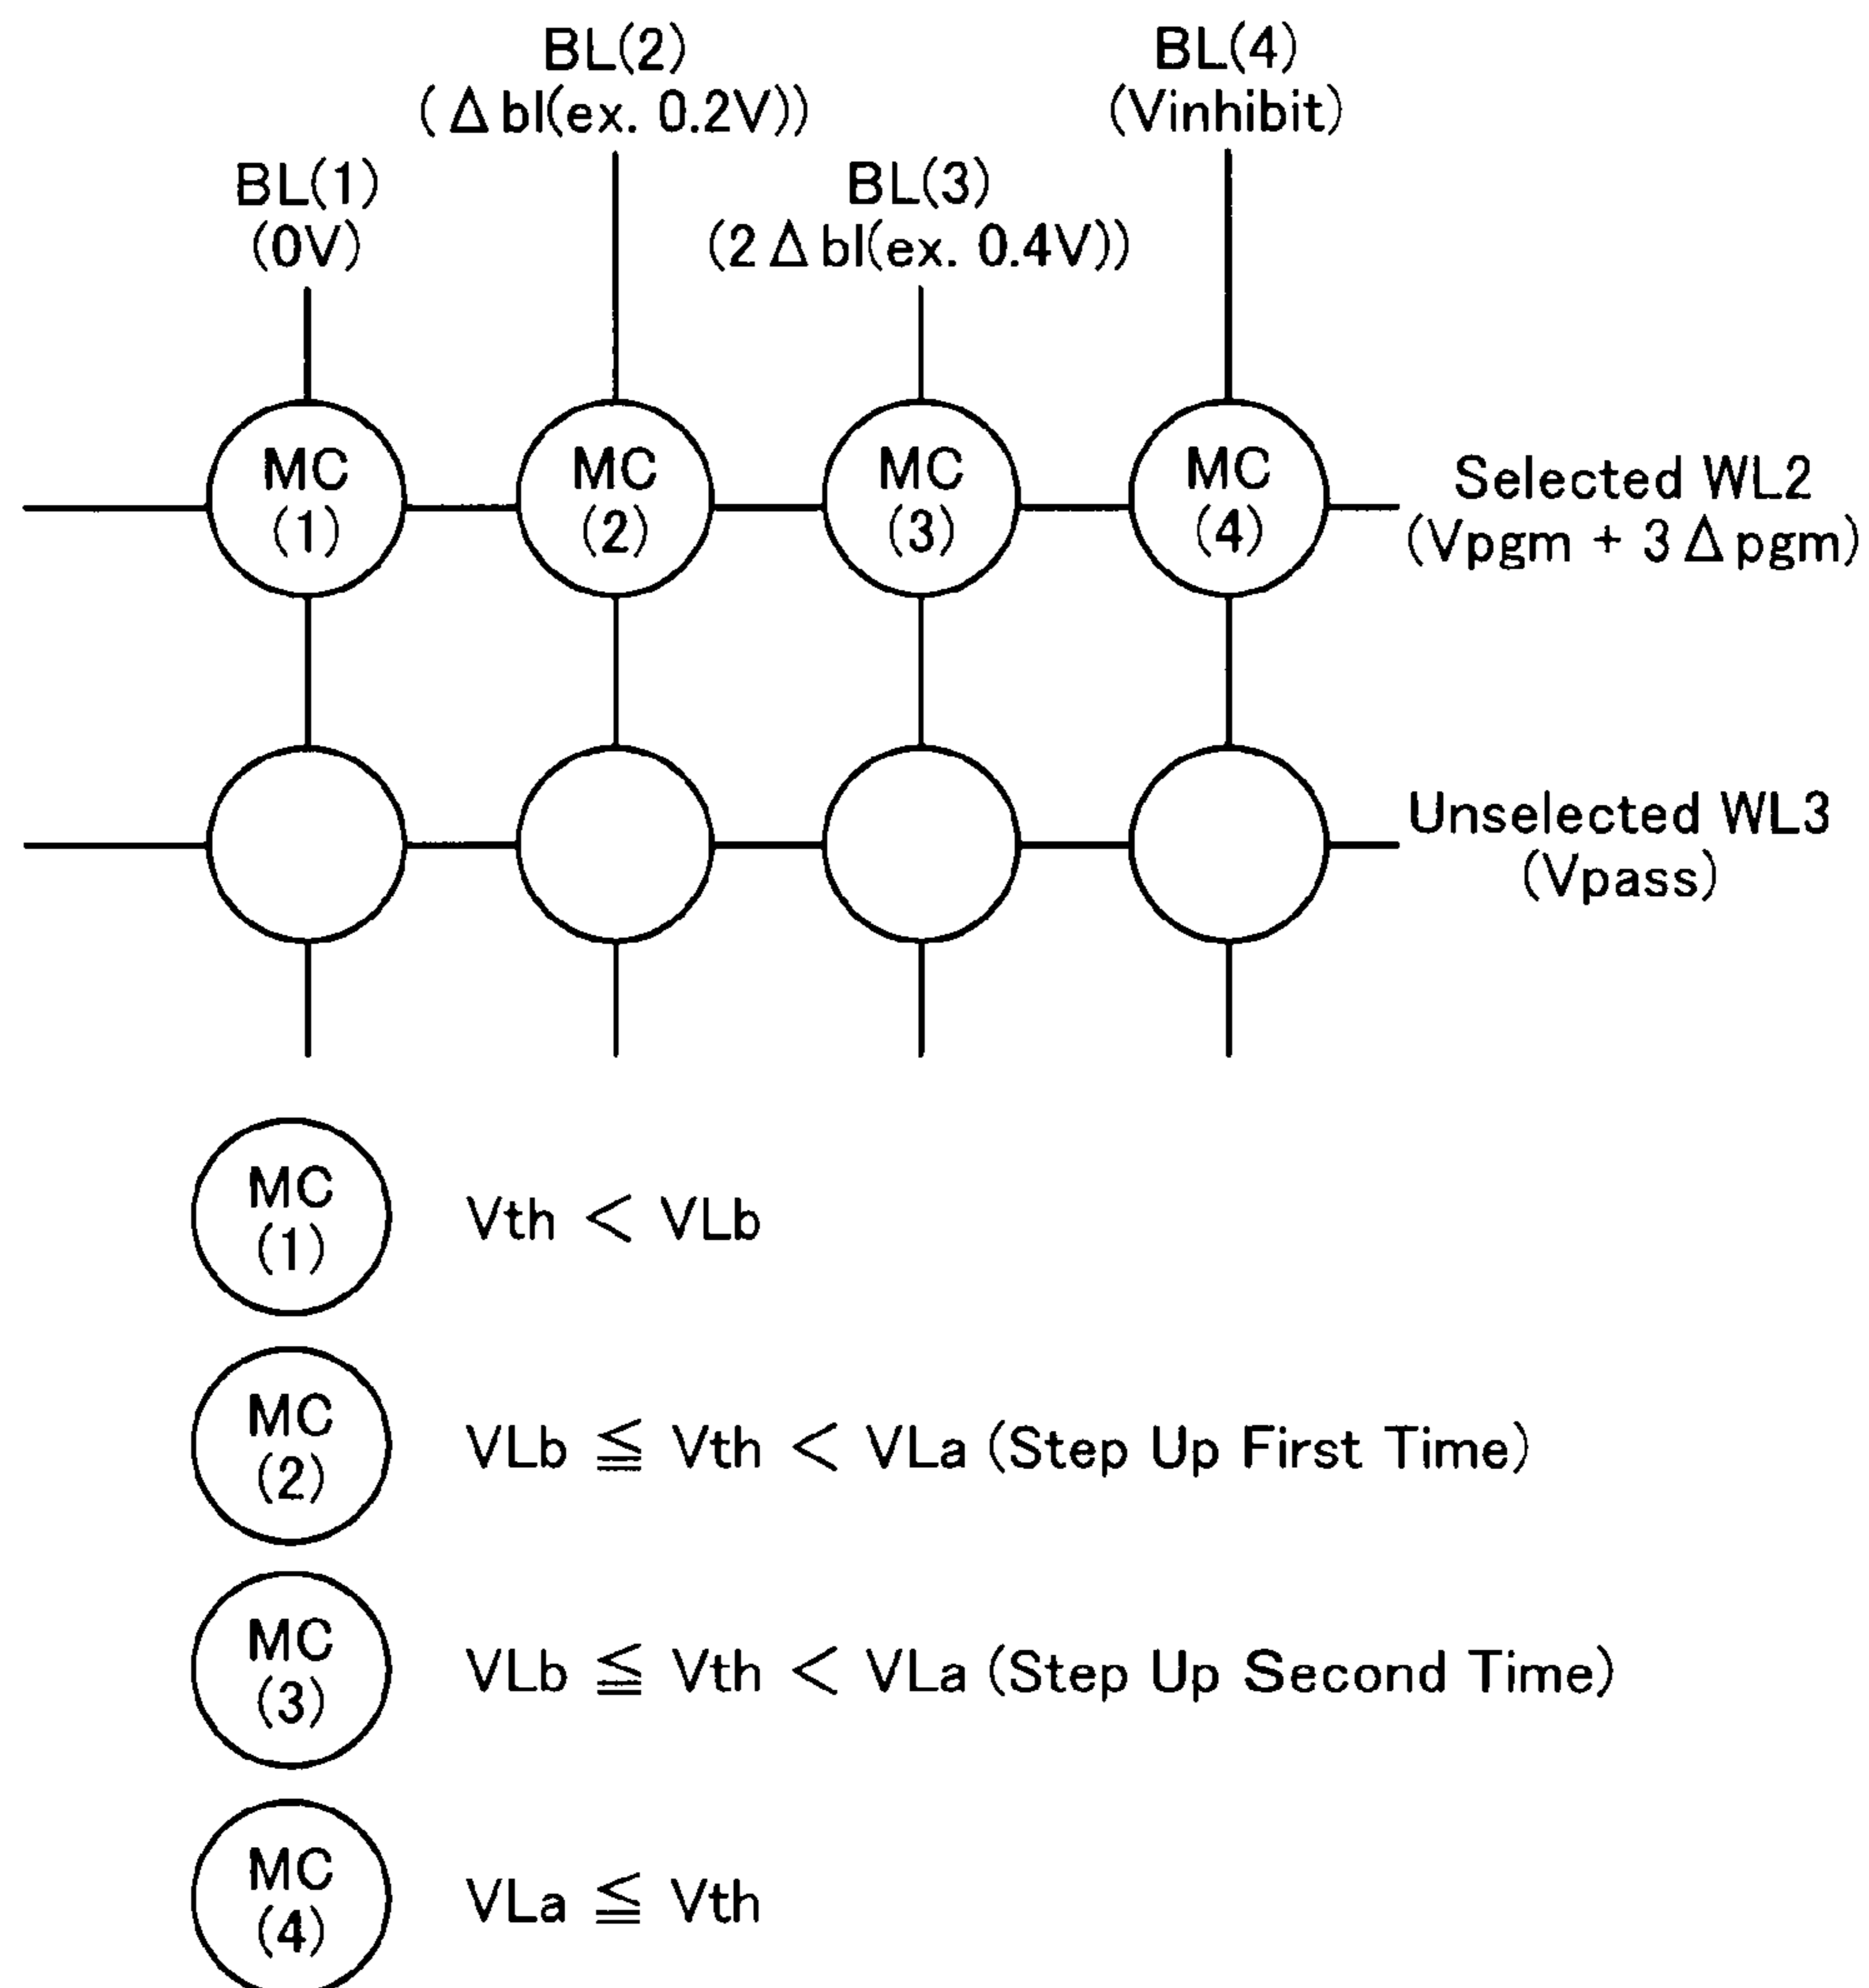 BL(2)
(Δbl(ex. 0.2V))
BL(4)
(Vinhibit)
BL(1)
(0V)
BL(3)
(2Δbl(ex. 0.4V))
MC
(1)
MC
(2)
MC
(3)
MC
(4)
Selected WL2
(Vpgm + 3Δpgm)
Unselected WL3
(Vpass)
MC
(1)
Vth < VLb
MC
(2)
VLb ≦ Vth < VLa (Step Up First Time)
MC
(3)
VLb ≦ Vth < VLa (Step Up Second Time)
MC
(4)
VLa ≦ Vth